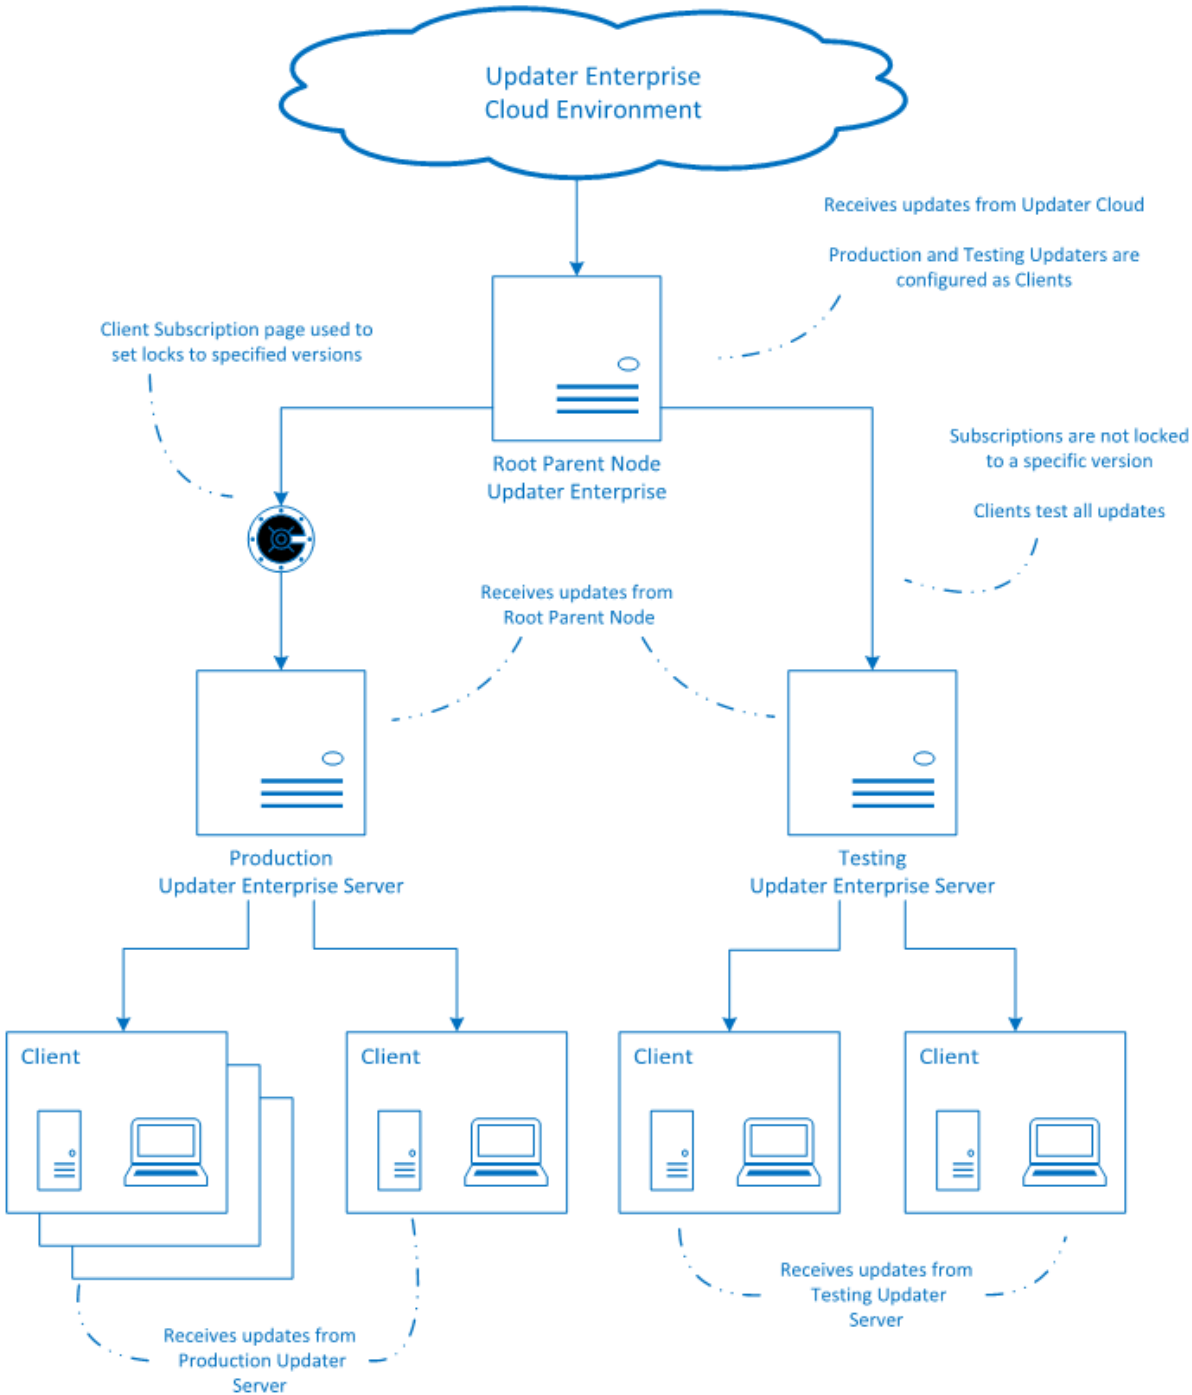 Updater Enterprise
Cloud Environment
Receives updates from Updater Cloud
Production and Testing Updaters are
configured as Clients
Client Subscription page used to
set locks to specified versions
Root Parent Node
Updater Enterprise
Subscriptions are not locked
to a specific version
Clients test all updates
Receives updates from
Root Parent Node
Production
Updater Enterprise Server
Testing
Updater Enterprise Server
Client
Client
Client
Client
Receives updates from
Testing Updater
Server
Receives updates from
Production Updater
Server